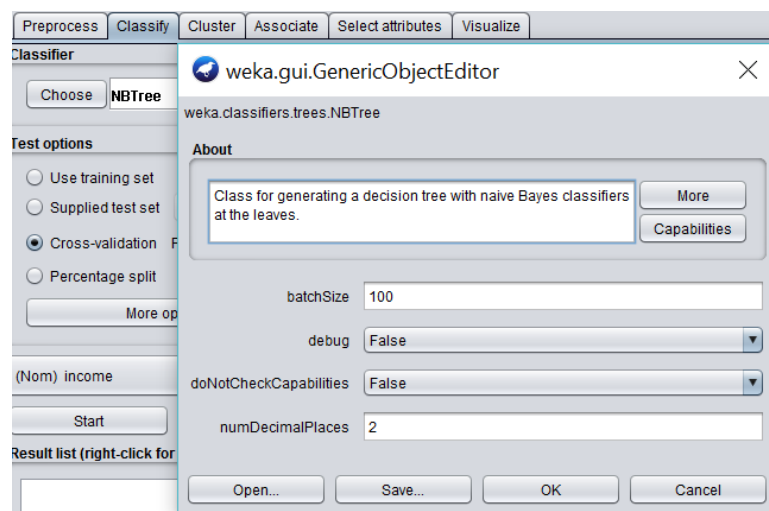 Preprocess Classify Cluster Associate Select attributes Visualize
Classifier
Choose NBTree
weka.gui.GenericObjectEditor
weka.classifiers.trees.NBTree
Test options
About
Use training set
Supplied test set
Cross-validation
Percentage split
More op
Class for generating a decision tree with naive Bayes classifiers
at the leaves.
More
Capabilities
batchSize 100
debug False
(Nom) income
doNotCheckCapabilities False
Start
numDecimalPlaces 2
Result list (right-click for
Open... Save... OK Cancel